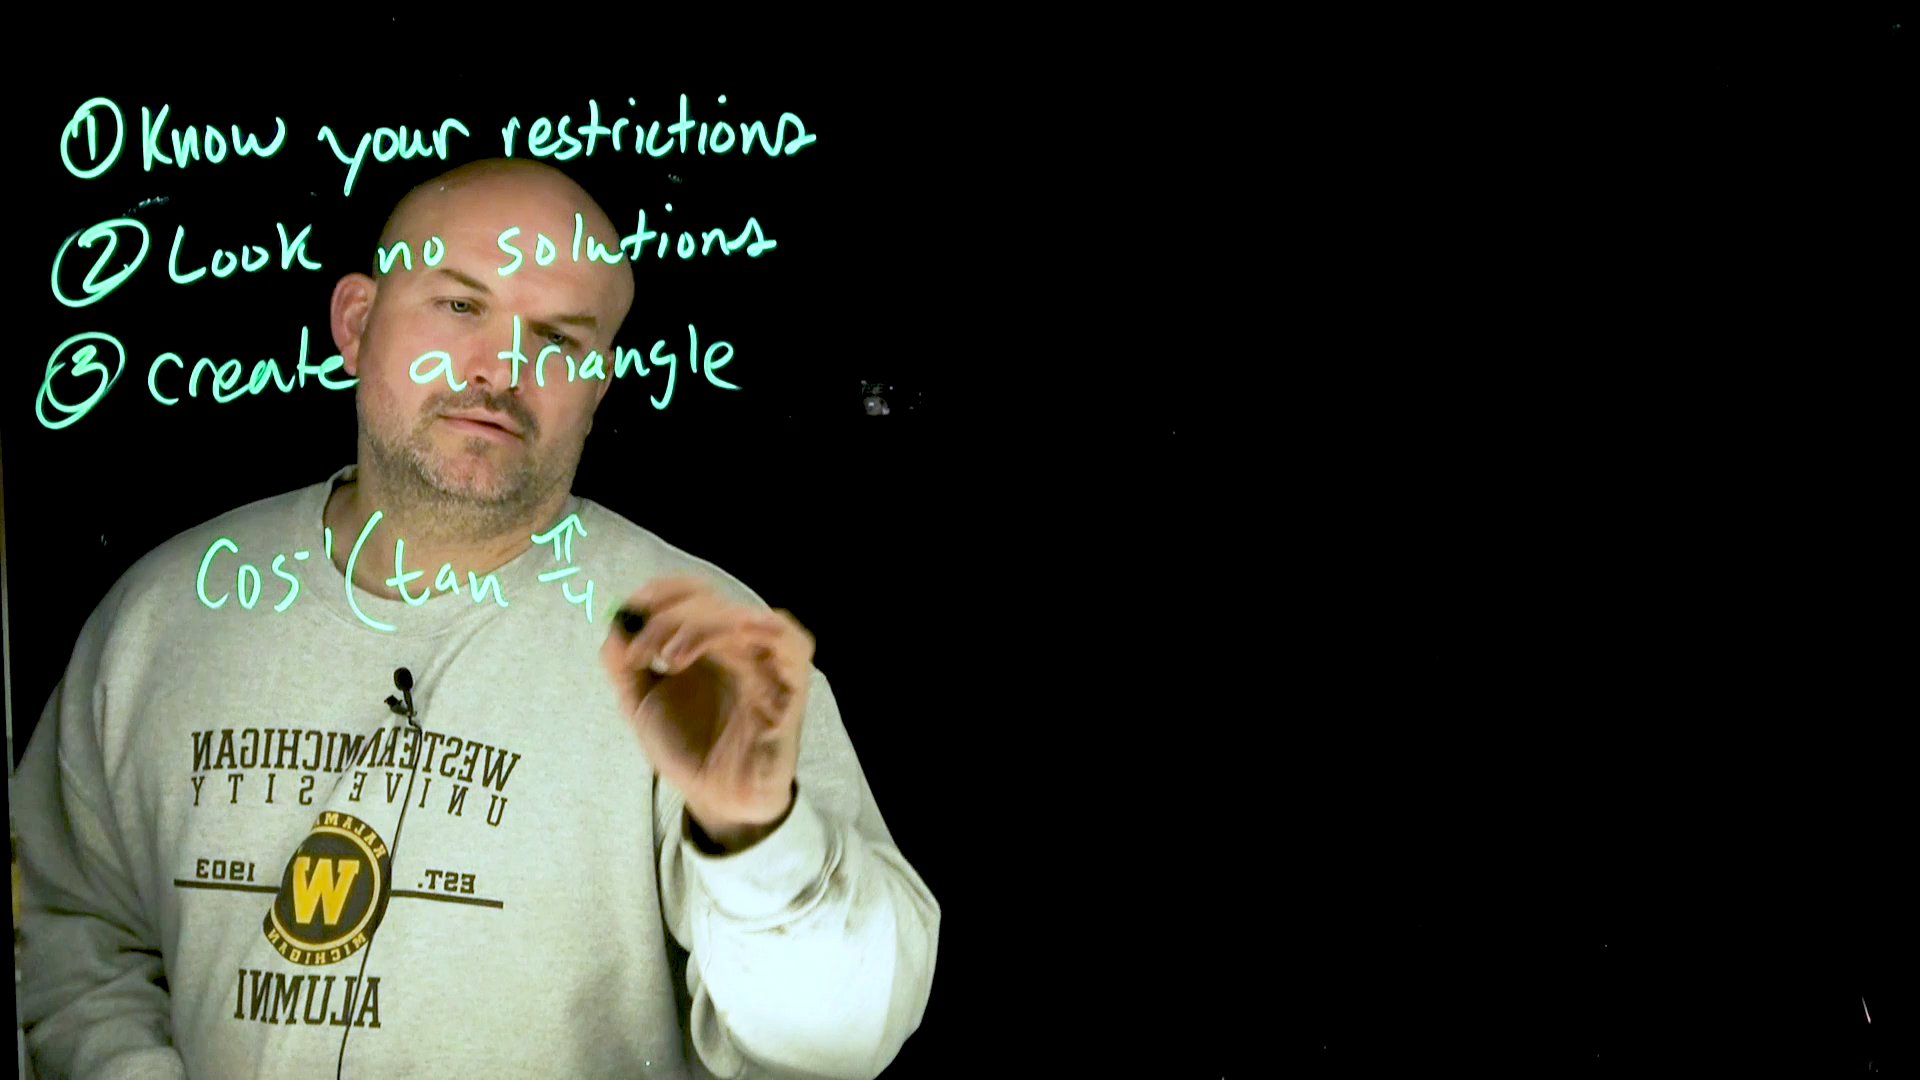 ① Know your restrictions
② Look no solutions
③ create a triangle
Cos⁻¹(tan π/4
WESTERN MICHIGAN
UNIVERSITY
EST. 1903
W
MICHIGAN
ALUMNI